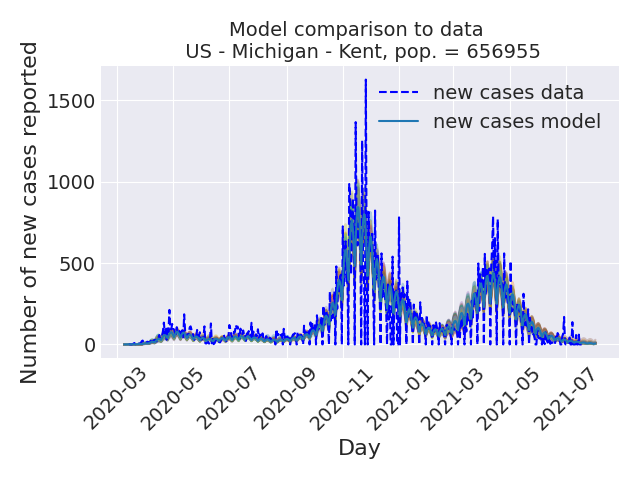 Model comparison to data
US - Michigan - Kent, pop. = 656955
Number of new cases reported
1500
1000
500
0
new cases data
new cases model
2020-03
2020-05
2020-07
2020-09
2020-11
2021-01
2021-03
2021-05
2021-07
Day